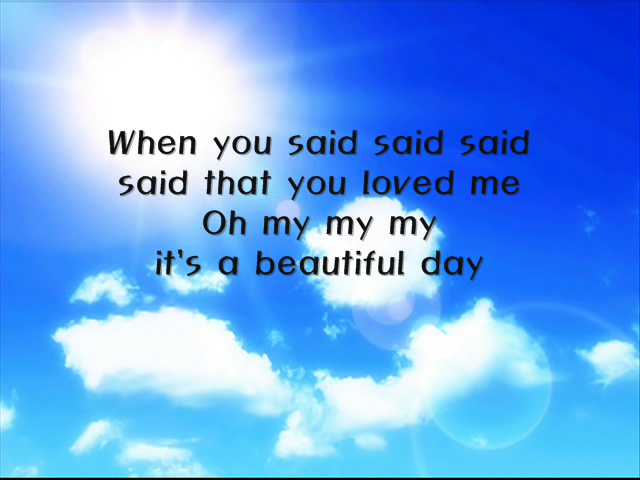 When you said said said
said that you loved me
Oh my my my
it's a beautiful day